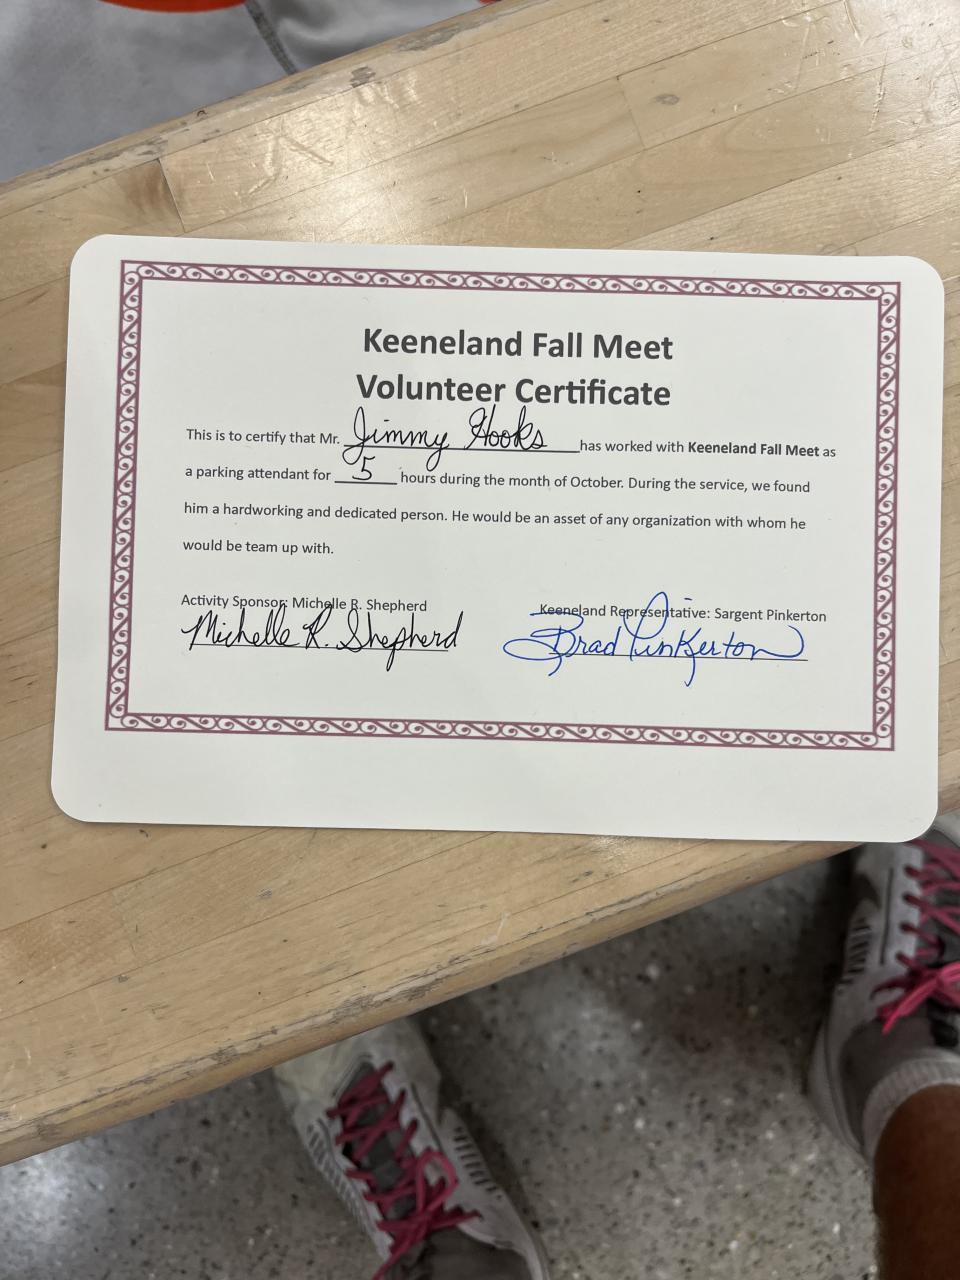 Keeneland Fall Meet
Volunteer Certificate
This is to certify that Mr. Jimmy Hooks has worked with Keeneland Fall Meet as
a parking attendant for 5 hours during the month of October. During the service, we found
him a hardworking and dedicated person. He would be an asset of any organization with whom he
would be team up with.
Activity Sponsor: Michelle R. Shepherd
Michelle R. Shepherd
Keeneland Representative: Sargent Pinkerton
Brad Pinkerton